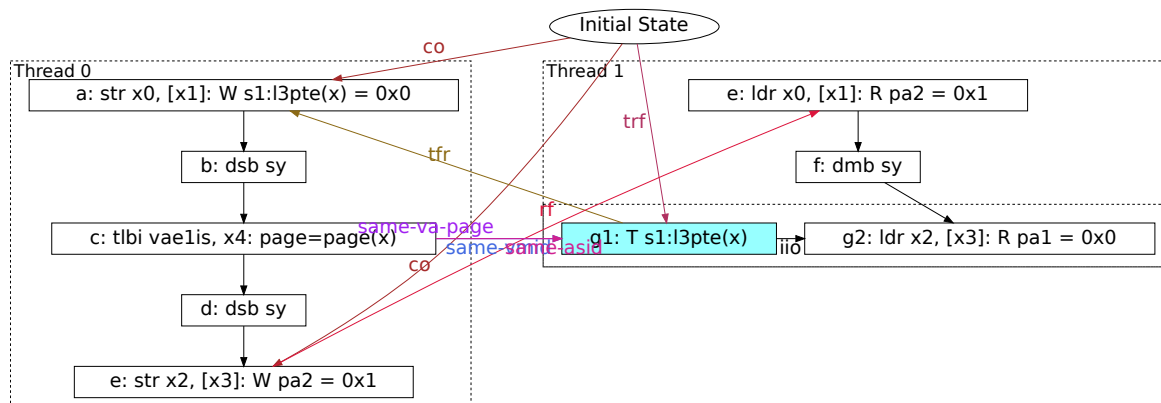 Initial State
Thread 0
Thread 1
co
a: str x0, [x1]: W s1:l3pte(x) = 0x0
e: ldr x0, [x1]: R pa2 = 0x1
trf
tfr
b: dsb sy
f: dmb sy
rf
same-va-page
c: tlbi vae1is, x4: page=page(x)
g1: T s1:l3pte(x)
g2: ldr x2, [x3]: R pa1 = 0x0
same-asid
iio
co
d: dsb sy
e: str x2, [x3]: W pa2 = 0x1